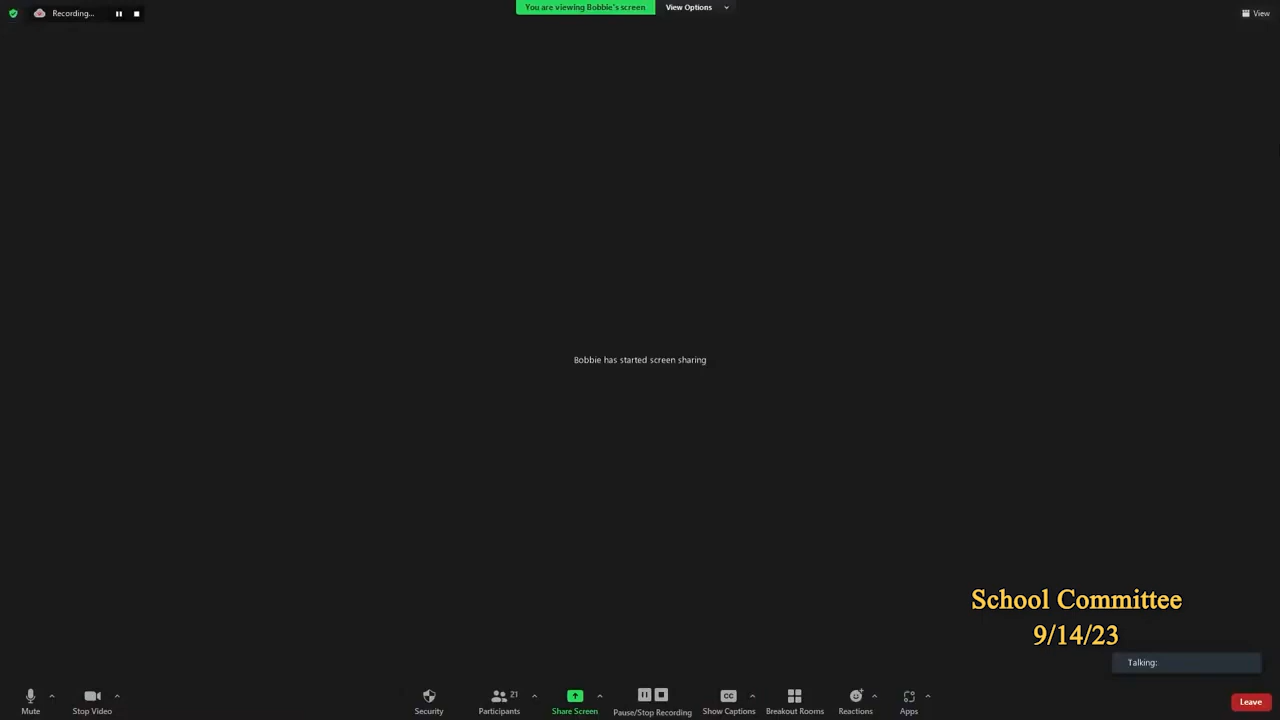 Recording...
You are viewing Bobbie's screen
View Options
View
Bobbie has started screen sharing
School Committee
9/14/23
Talking:
Mute
Stop Video
Security
Participants
21
Share Screen
Pause/Stop Recording
CC
Show Captions
Breakout Rooms
Reactions
Apps
Leave